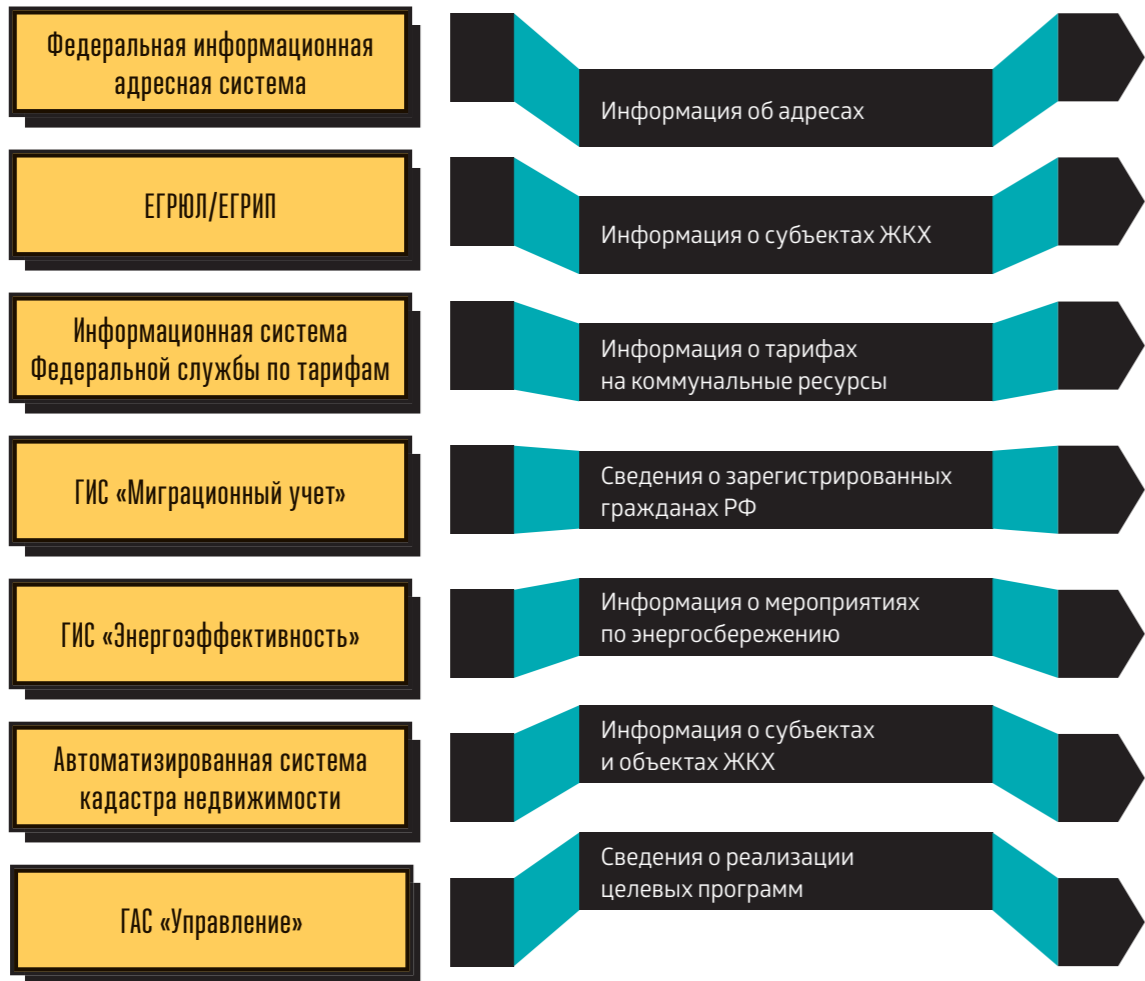 Федеральная информационная
адресная система
Информация об адресах
ЕГРЮЛ/ЕГРИП
Информация о субъектах ЖКХ
Информационная система
Федеральной службы по тарифам
Информация о тарифах
на коммунальные ресурсы
ГИС «Миграционный учет»
Сведения о зарегистрированных
гражданах РФ
ГИС «Энергоэффективность»
Информация о мероприятиях
по энергосбережению
Автоматизированная система
кадастра недвижимости
Информация о субъектах
и объектах ЖКХ
ГАС «Управление»
Сведения о реализации
целевых программ